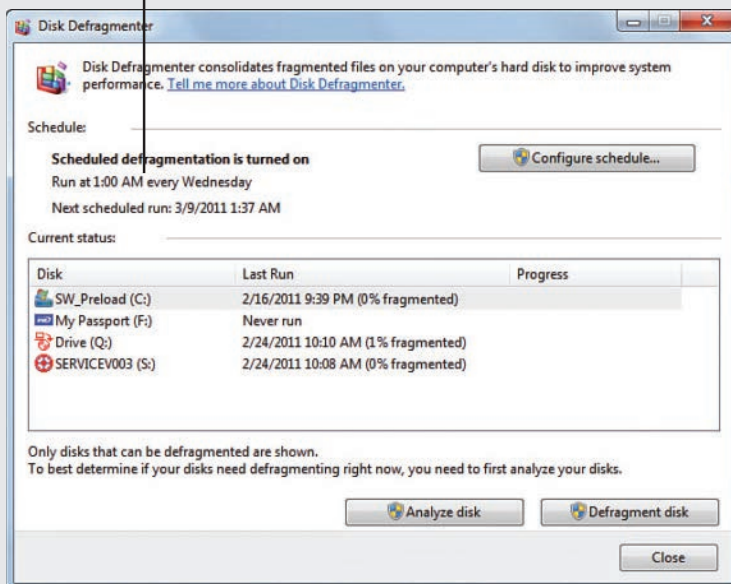 Disk Defragmenter
Disk Defragmenter consolidates fragmented files on your computer's hard disk to improve system
performance. Tell me more about Disk Defragmenter.
Schedule:
Scheduled defragmentation is turned on
Configure schedule...
Run at 1:00 AM every Wednesday
Next scheduled run: 3/9/2011 1:37 AM
Current status:
Disk Last Run Progress
SW_Preload (C:) 2/16/2011 9:39 PM (0% fragmented)
My Passport (F:) Never run
Drive (Q:) 2/24/2011 10:10 AM (1% fragmented)
SERVICEV003 (S:) 2/24/2011 10:08 AM (0% fragmented)
Only disks that can be defragmented are shown.
To best determine if your disks need defragmenting right now, you need to first analyze your disks.
Analyze disk Defragment disk
Close